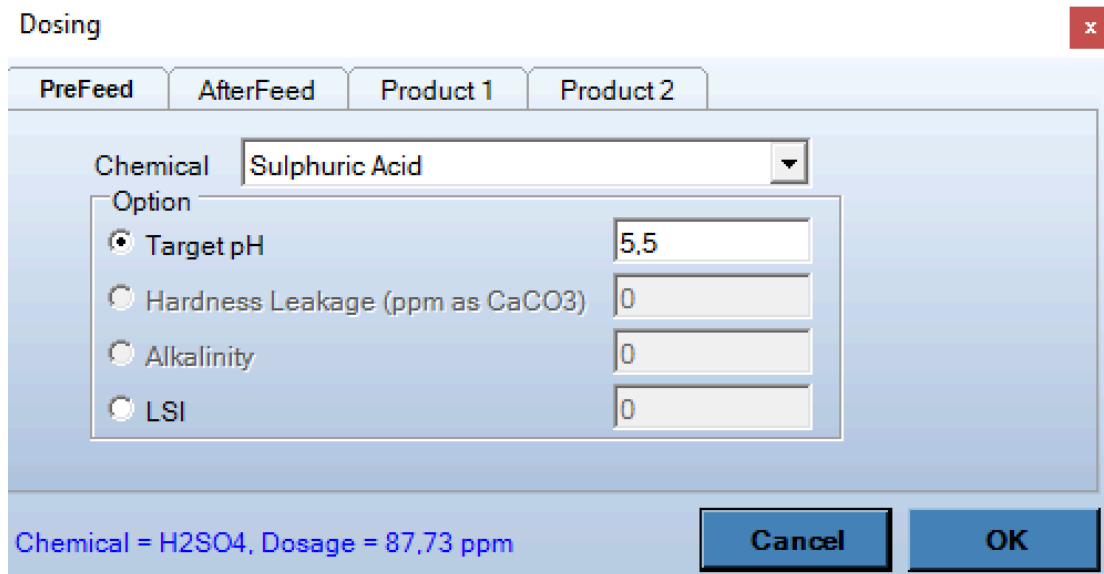 Dosing
x
PreFeed AfterFeed Product 1 Product 2
Chemical Sulphuric Acid
Option
Target pH 5,5
Hardness Leakage (ppm as CaCO3) 0
Alkalinity 0
LSI 0
Chemical = H2SO4, Dosage = 87,73 ppm Cancel OK